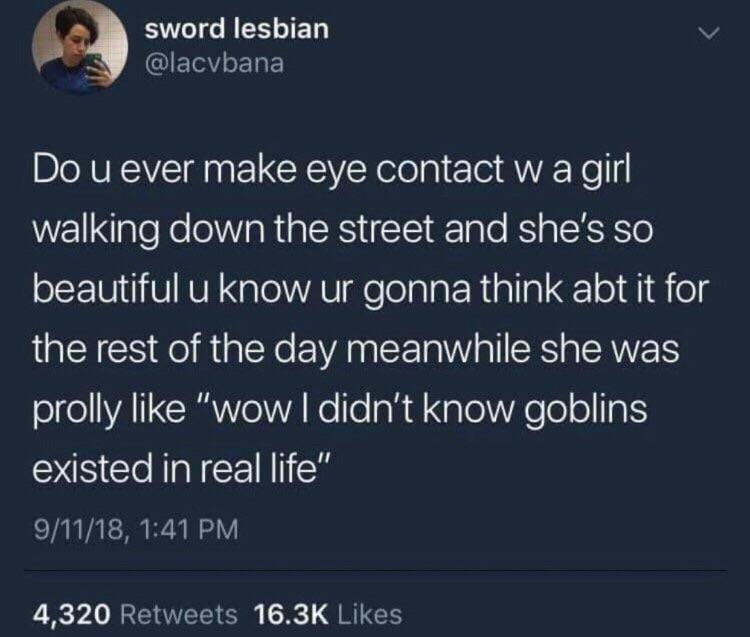 sword lesbian
@lacvbana
Do u ever make eye contact w a girl
walking down the street and she's so
beautiful u know ur gonna think abt it for
the rest of the day meanwhile she was
prolly like "wow I didn't know goblins
existed in real life"
9/11/18, 1:41 PM
4,320 Retweets 16.3K Likes